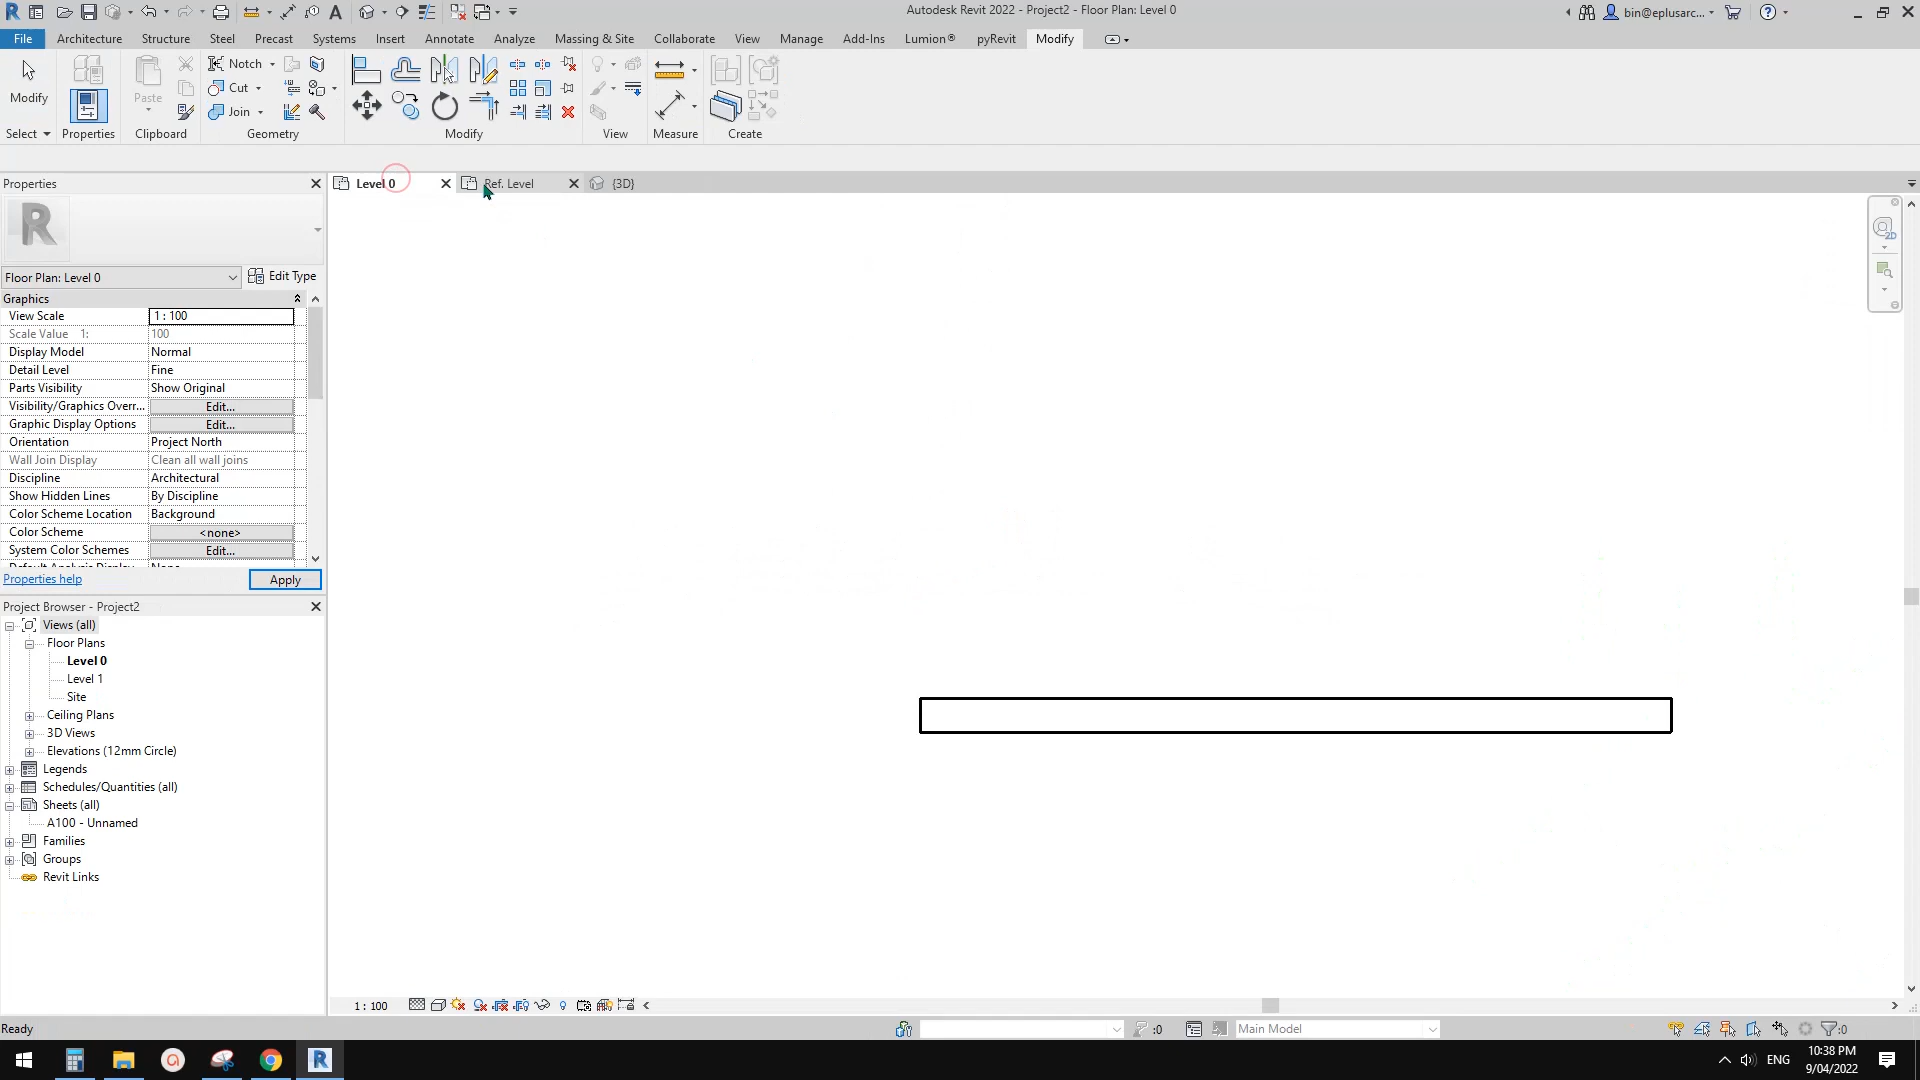 Autodesk Revit 2022 - Project2 - Floor Plan: Level 0
bin@eplusarc...
File Architecture Structure Steel Precast Systems Insert Annotate Analyze Massing & Site Collaborate View Manage Add-Ins Lumion® pyRevit Modify
Modify
Paste
Notch
Cut
Join
Select Properties Clipboard Geometry Modify View Measure Create
Properties
Level 0
Ref. Level
{3D}
R
Floor Plan: Level 0
Edit Type
Graphics
View Scale 1 : 100
Scale Value 1: 100
Display Model Normal
Detail Level Fine
Parts Visibility Show Original
Visibility/Graphics Overr... Edit...
Graphic Display Options Edit...
Orientation Project North
Wall Join Display Clean all wall joins
Discipline Architectural
Show Hidden Lines By Discipline
Color Scheme Location Background
Color Scheme <none>
System Color Schemes Edit...
Default Analysis Display None
Properties help Apply
Project Browser - Project2
Views (all)
Floor Plans
Level 0
Level 1
Site
Ceiling Plans
3D Views
Elevations (12mm Circle)
Legends
Schedules/Quantities (all)
Sheets (all)
A100 - Unnamed
Families
Groups
Revit Links
2D
1 : 100
Ready
:0
Main Model
:0
ENG
10:38 PM
9/04/2022